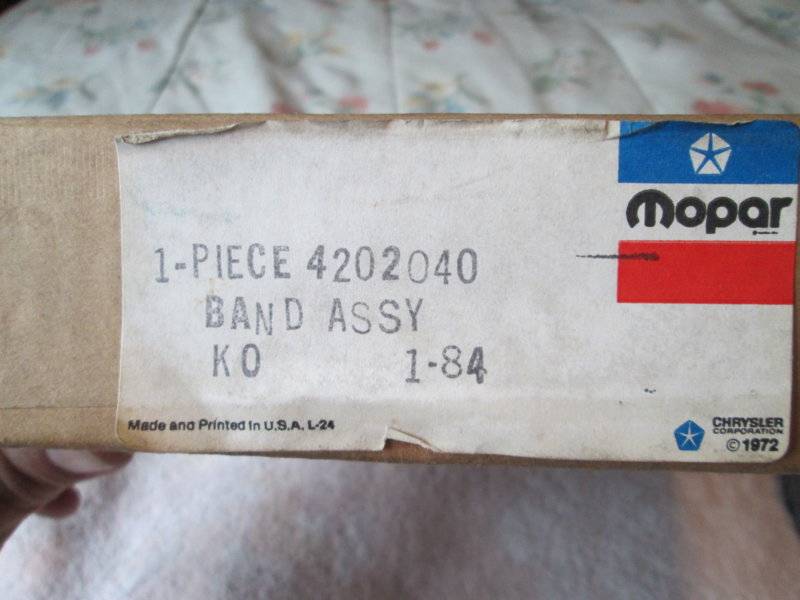 mopar
1-PIECE 4202040
BAND ASSY
KO 1-84
Made and Printed in U.S.A. L-24
CHRYSLER
CORPORATION
© 1972